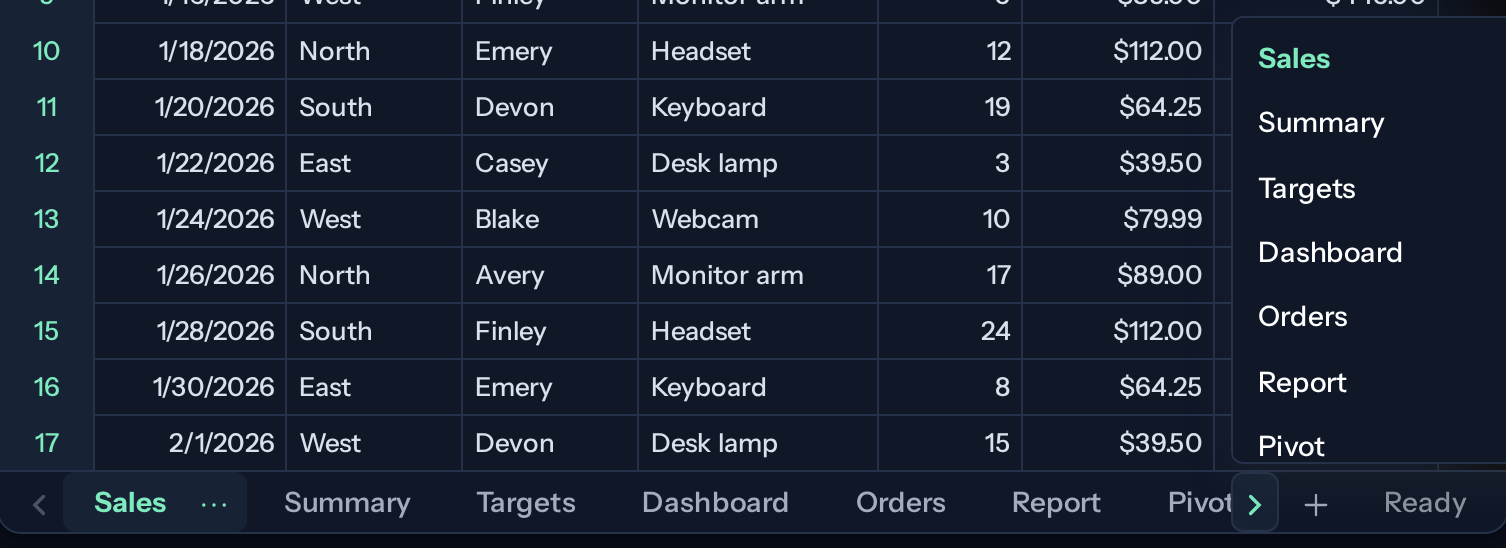 10 1/18/2026 North Emery Headset 12 $112.00
11 1/20/2026 South Devon Keyboard 19 $64.25
12 1/22/2026 East Casey Desk lamp 3 $39.50
13 1/24/2026 West Blake Webcam 10 $79.99
14 1/26/2026 North Avery Monitor arm 17 $89.00
15 1/28/2026 South Finley Headset 24 $112.00
16 1/30/2026 East Emery Keyboard 8 $64.25
17 2/1/2026 West Devon Desk lamp 15 $39.50
Sales
Summary
Targets
Dashboard
Orders
Report
Pivot
Sales ... Summary Targets Dashboard Orders Report Pivot + Ready